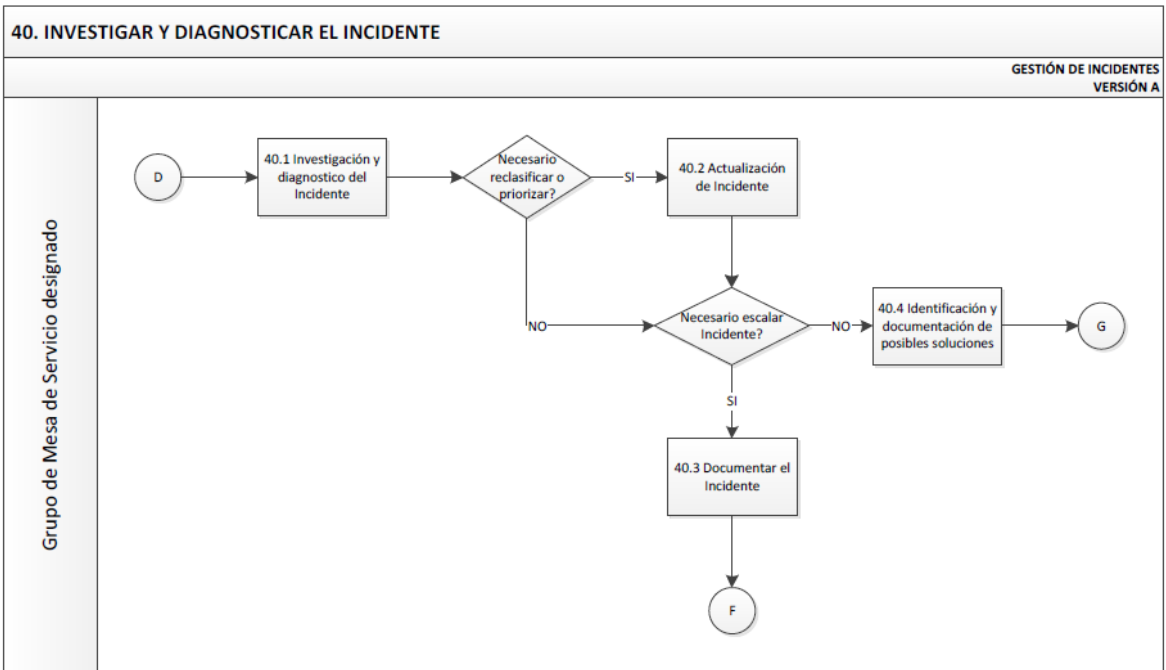 40. INVESTIGAR Y DIAGNOSTICAR EL INCIDENTE
GESTIÓN DE INCIDENTES
VERSIÓN A
Grupo de Mesa de Servicio designado
D
40.1 Investigación y
diagnostico del
Incidente
Necesario
reclasificar o
priorizar?
SI
40.2 Actualización
de Incidente
NO
Necesario escalar
Incidente?
NO
40.4 Identificación y
documentación de
posibles soluciones
G
SI
40.3 Documentar el
Incidente
F